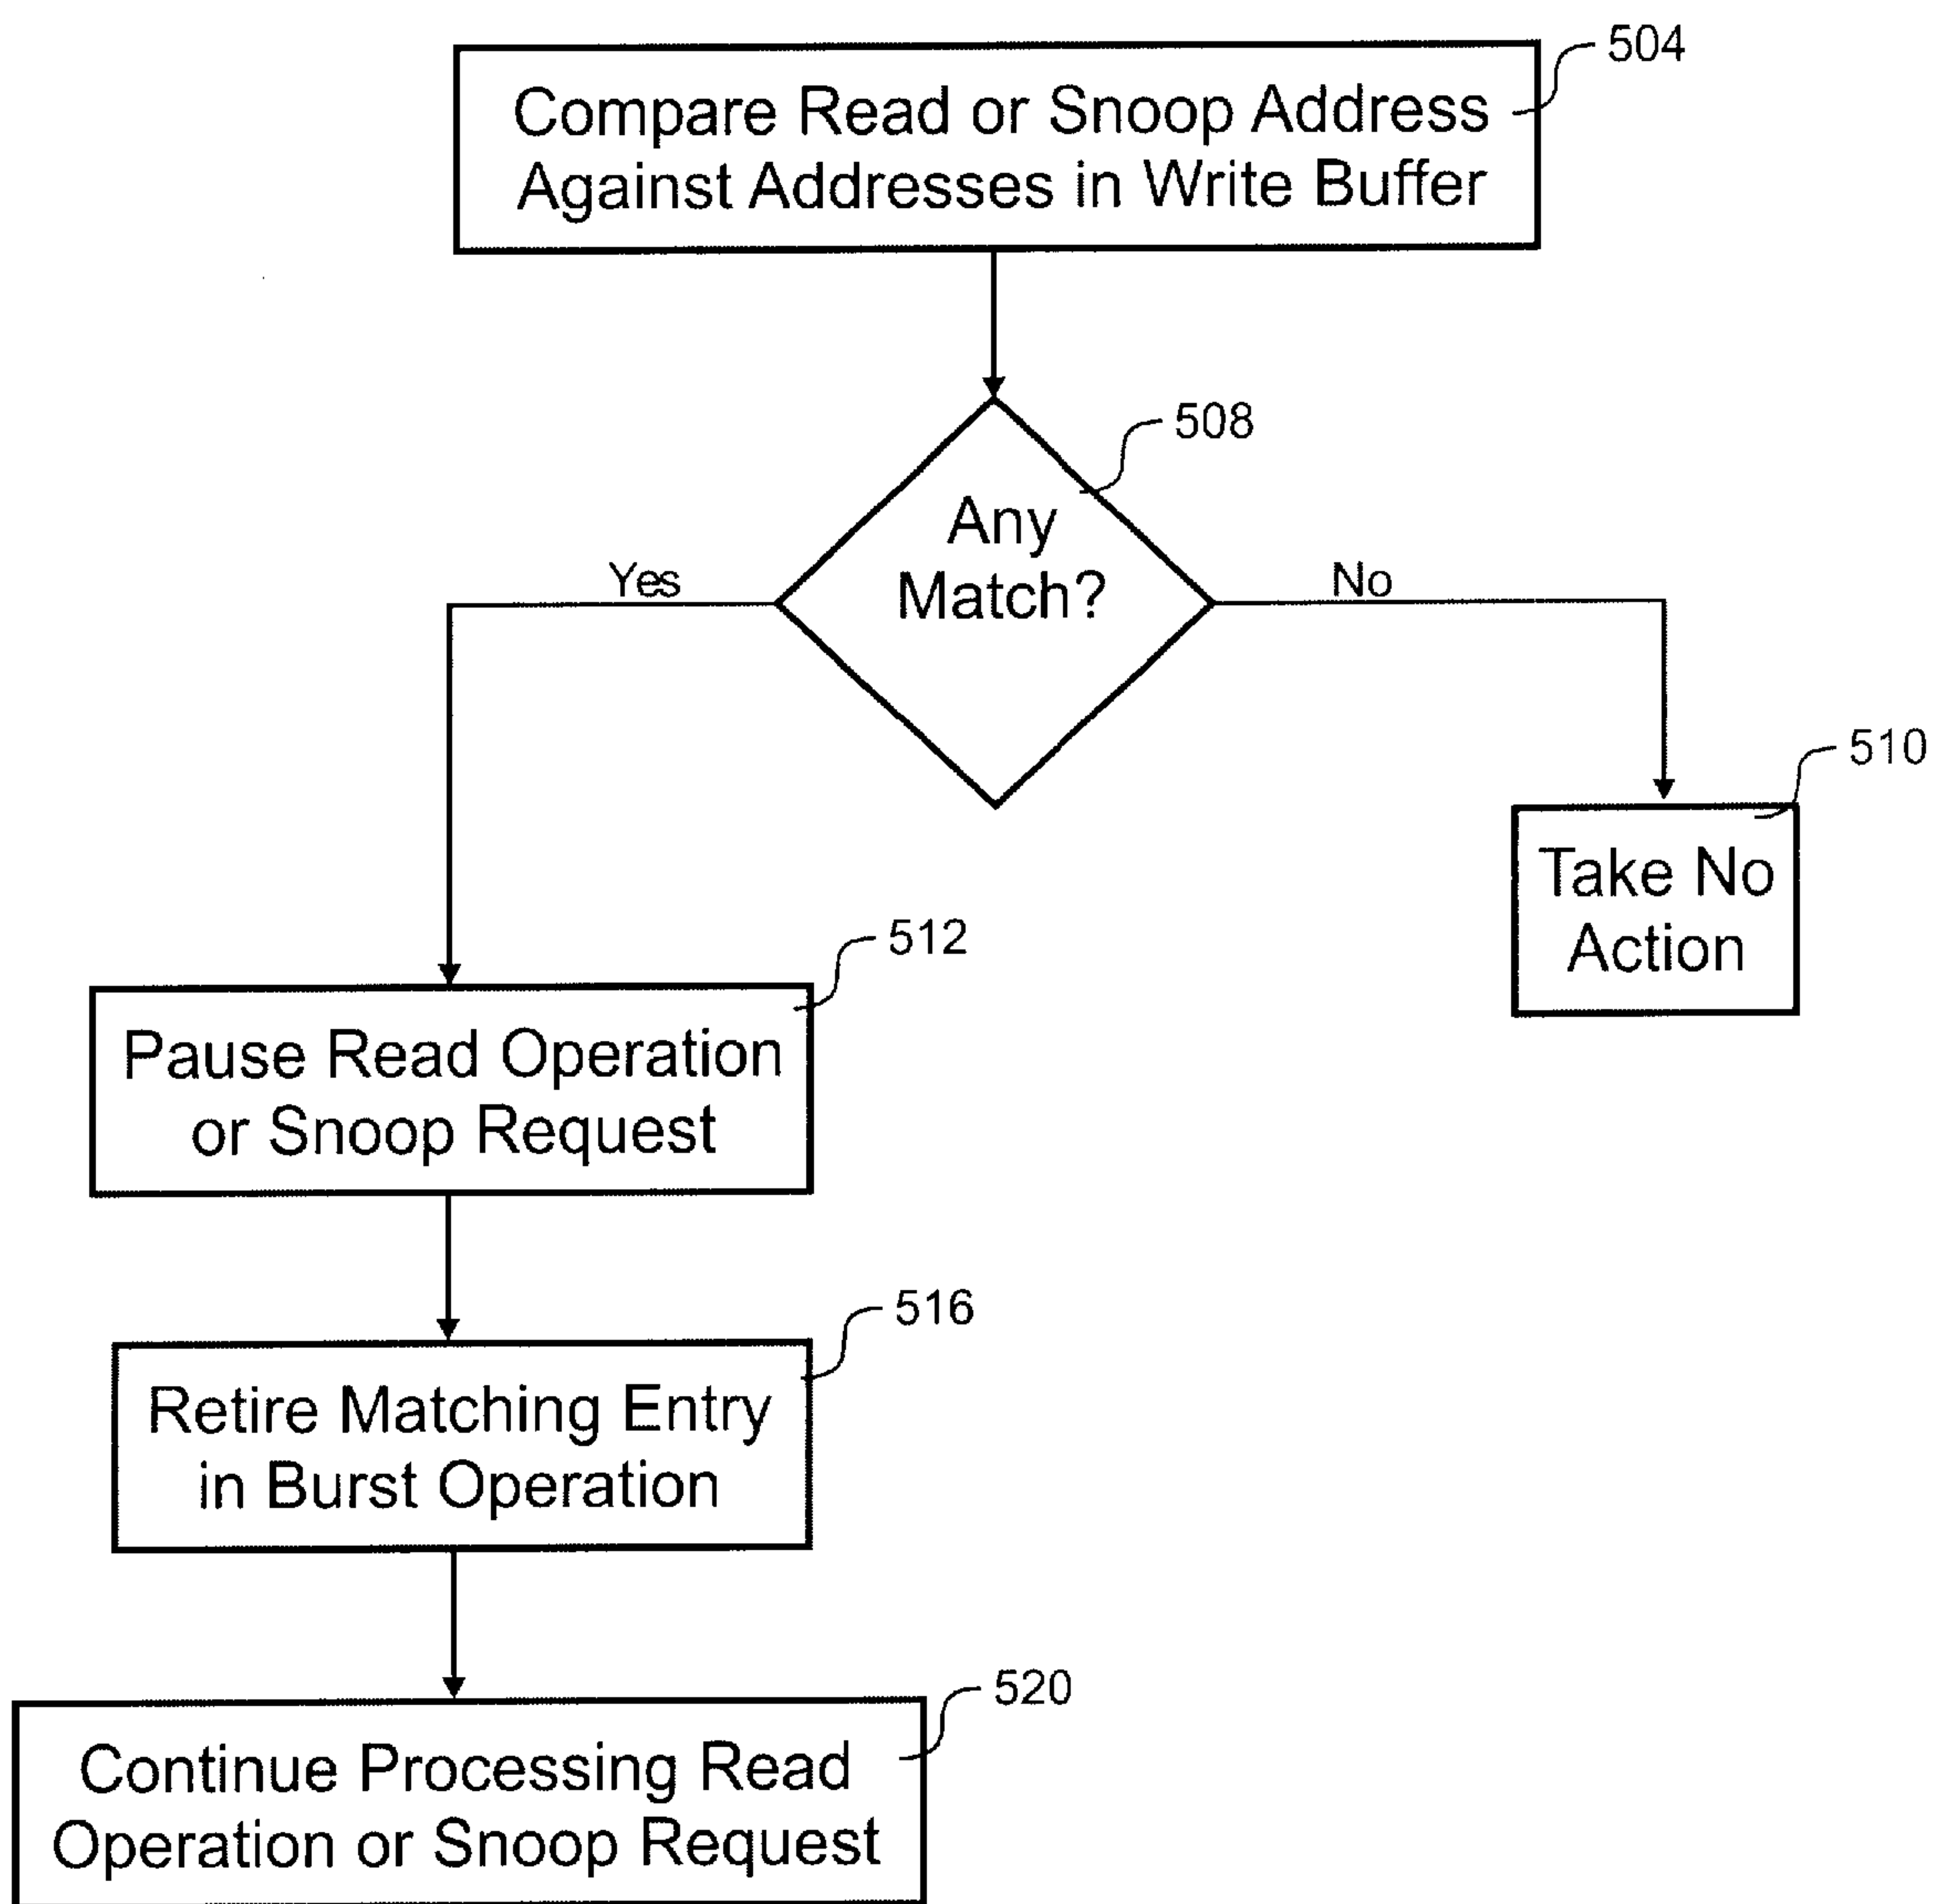 504
Compare Read or Snoop Address
Against Addresses in Write Buffer
508
Any
Match?
Yes
No
510
Take No
Action
512
Pause Read Operation
or Snoop Request
516
Retire Matching Entry
in Burst Operation
520
Continue Processing Read
Operation or Snoop Request